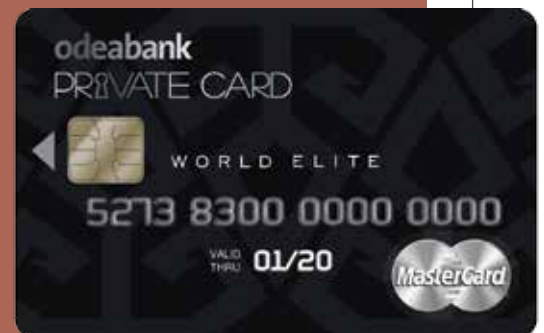 odeabank
PRIVATE CARD
WORLD ELITE
5273 8300 0000 0000
VALID
THRU 01/20
MasterCard